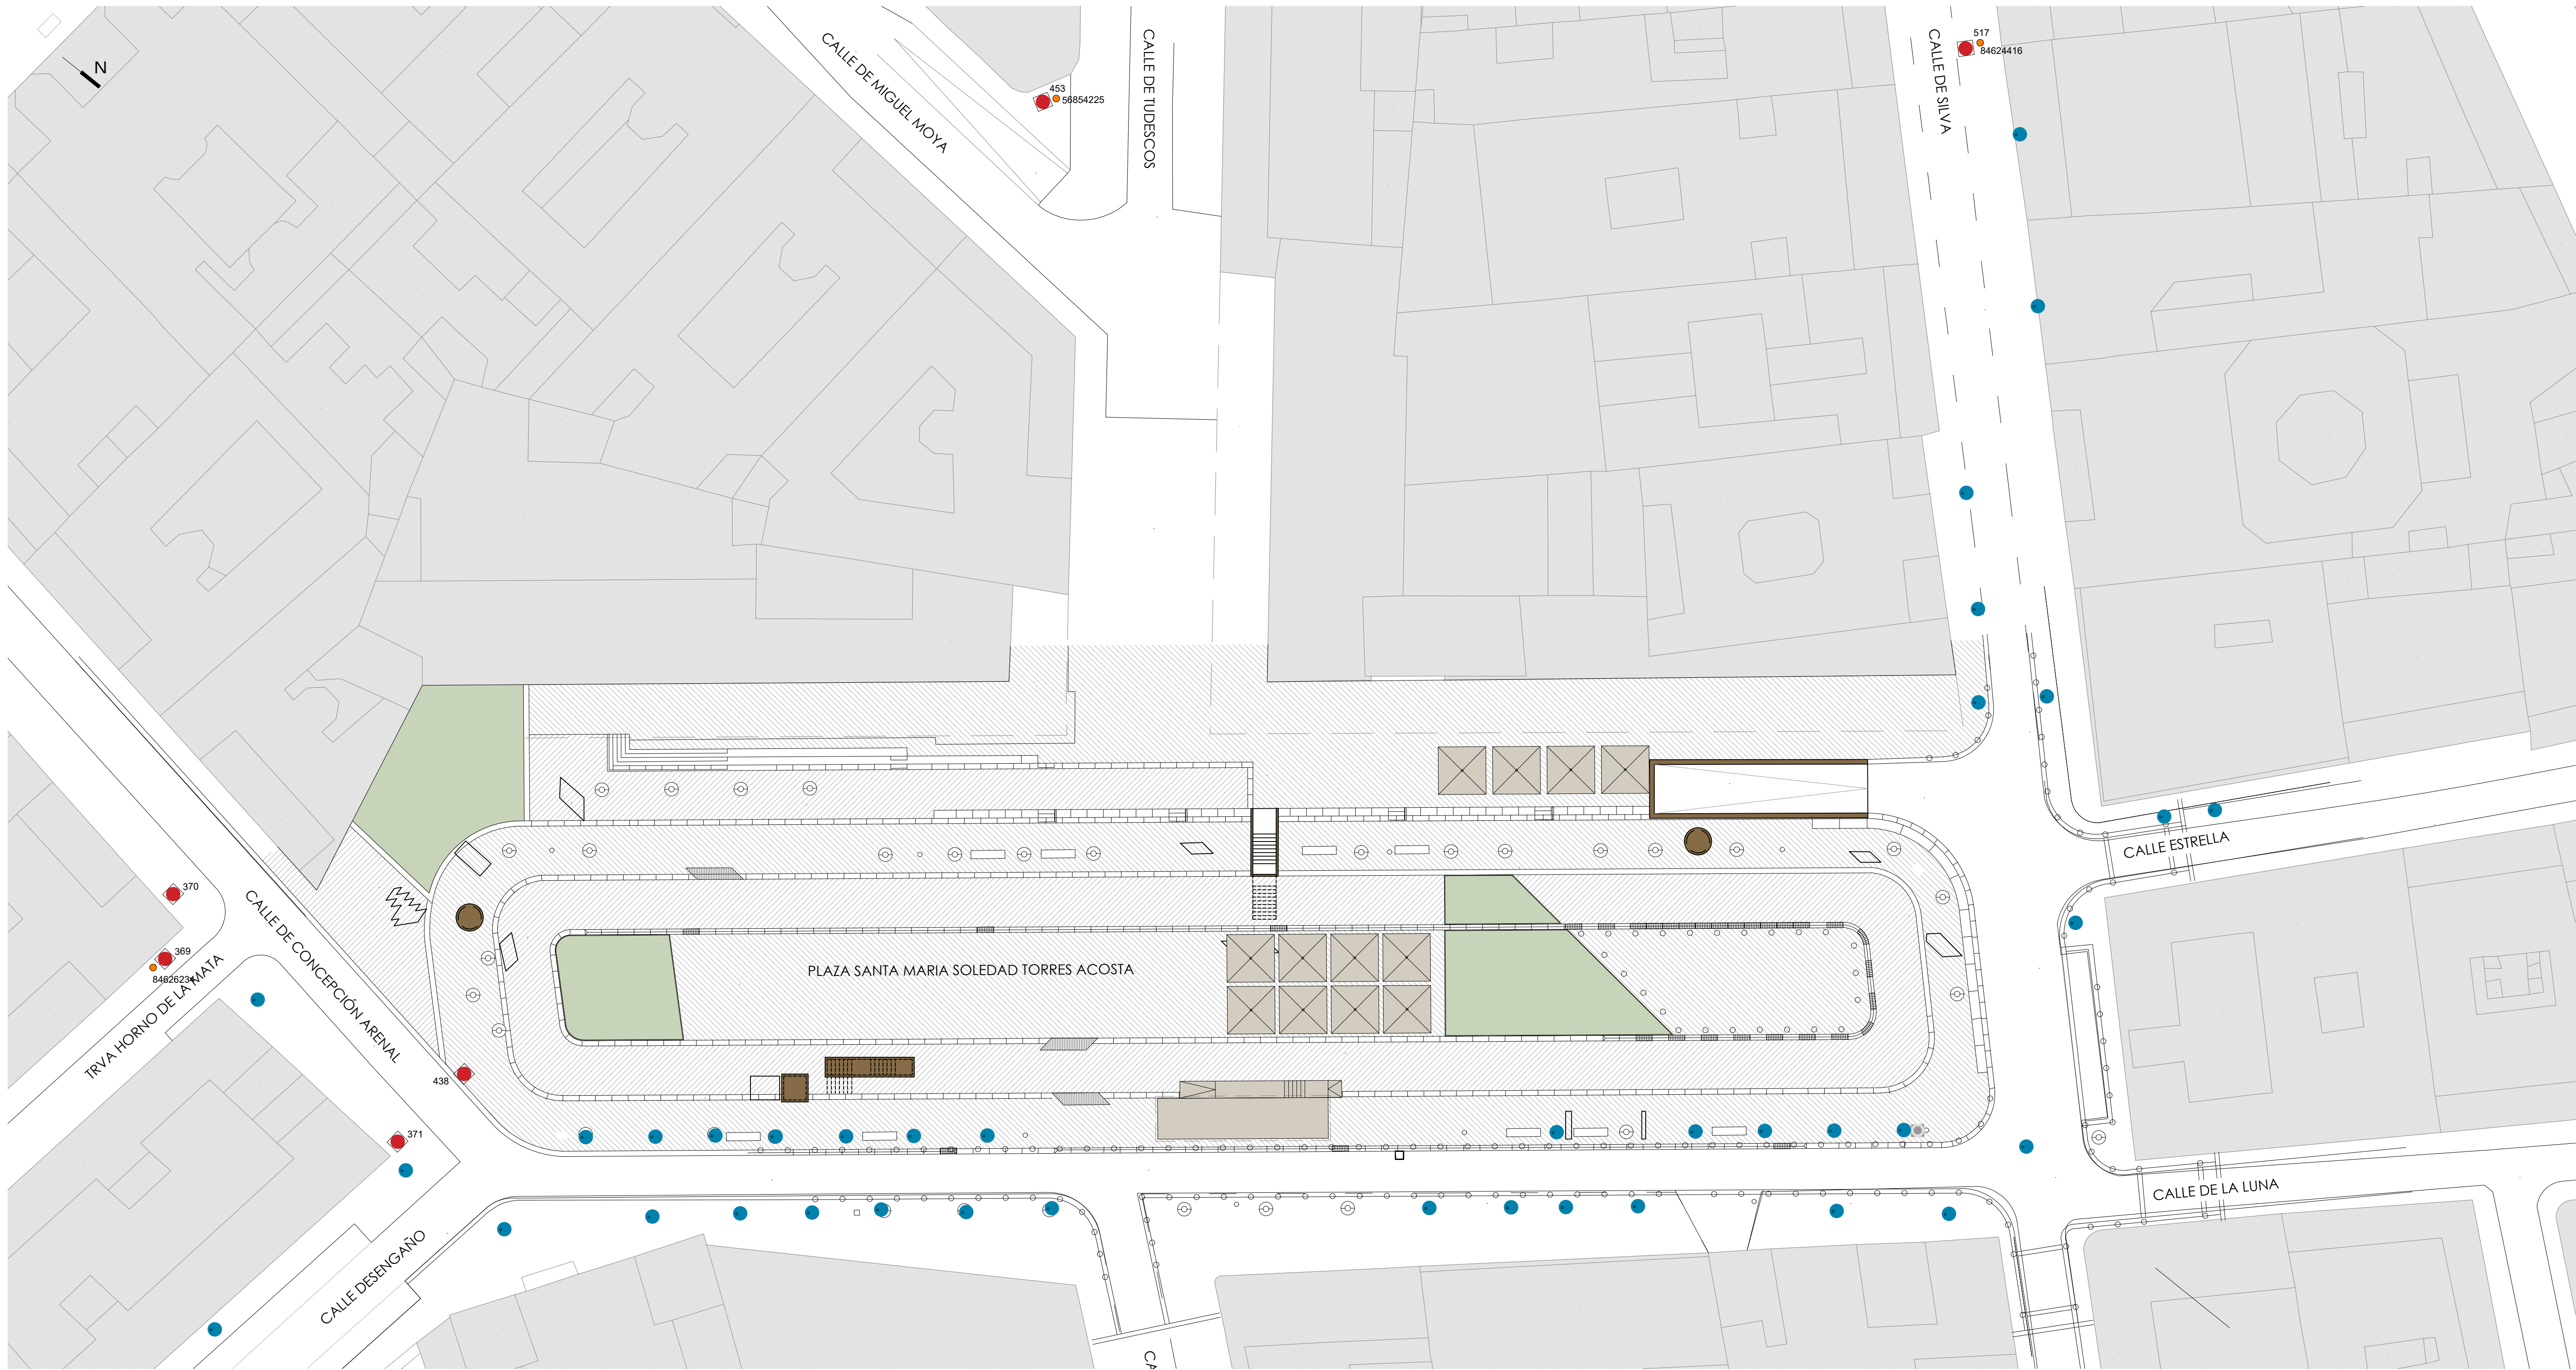 N
CALLE DE MIGUEL MOYA
CALLE DE TUDESCOS
CALLE DE SILVA
453
56854225
517
84624416
CALLE ESTRELLA
370
369
84626234
TRVA HORNO DE LA MATA
CALLE DE CONCEPCIÓN ARENAL
438
371
PLAZA SANTA MARIA SOLEDAD TORRES ACOSTA
CALLE DE LA LUNA
CALLE DESENGAÑO
CA